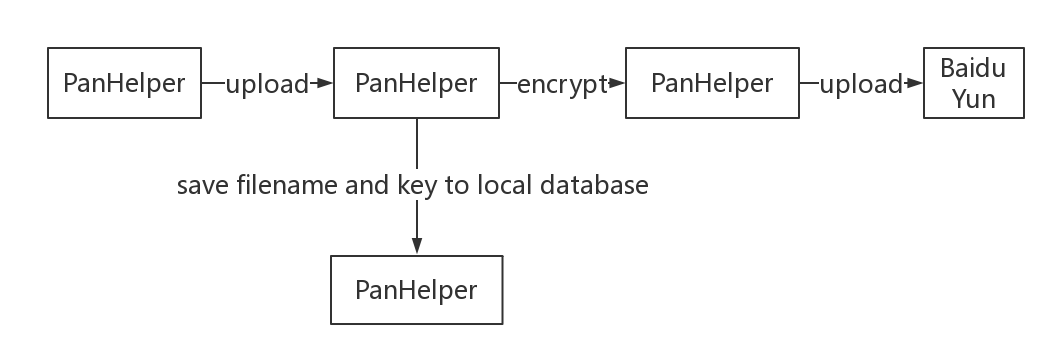 PanHelper
upload
PanHelper
encrypt
PanHelper
upload
Baidu
Yun
save filename and key to local database
PanHelper